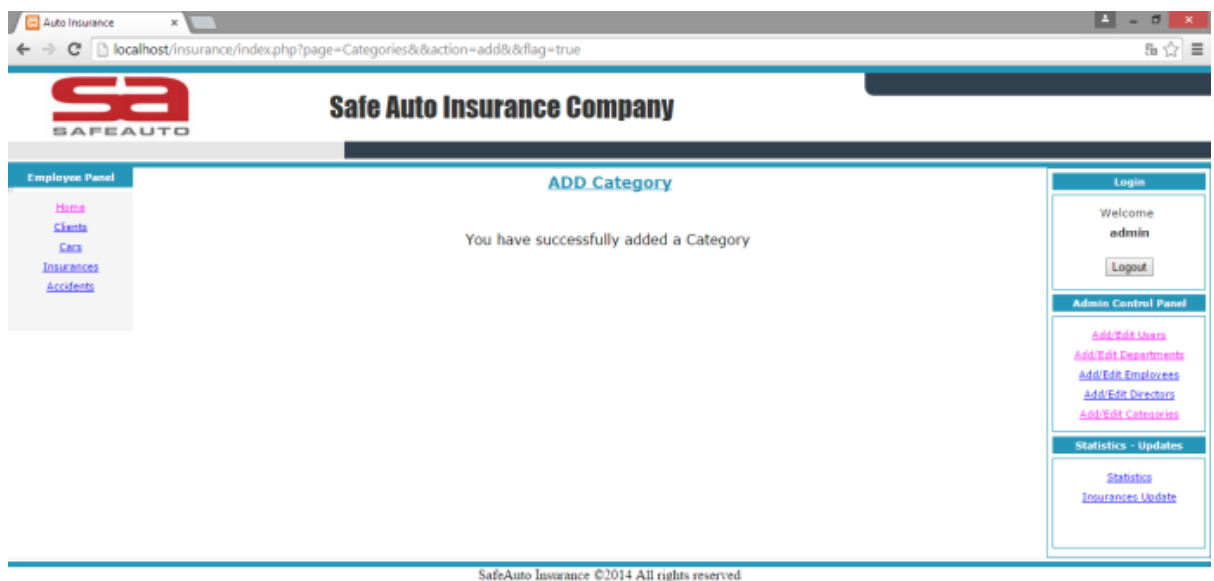 Auto Insurance
localhost/insurance/index.php?page=Categories&&action=add&&flag=true
sa
SAFEAUTO
Safe Auto Insurance Company
Employee Panel
Home
Clients
Cars
Insurances
Accidents
ADD Category
You have successfully added a Category
Login
Welcome
admin
Logout
Admin Control Panel
Add/Edit Users
Add/Edit Departments
Add/Edit Employees
Add/Edit Directors
Add/Edit Categories
Statistics - Updates
Statistics
Insurances Update
SafeAuto Insurance ©2014 All rights reserved